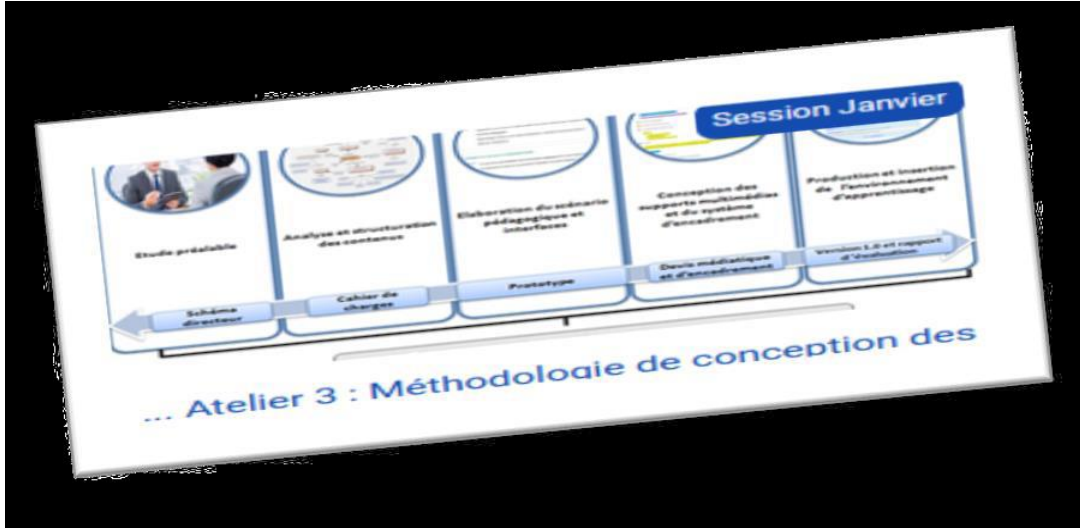 Session Janvier
Etude préalable
Analyse et structuration
des contenus
Elaboration du scénario
pédagogique et
interfaces
Conception des
supports multimédias
et du système
d'encadrement
Production et insertion
de l'environnement
d'apprentissage
Schéma
directeur
Cahier de
charges
Prototype
Devis médiatique
et d'encadrement
Version 1.0 et rapport
d'évaluation
... Atelier 3 : Méthodologie de conception des